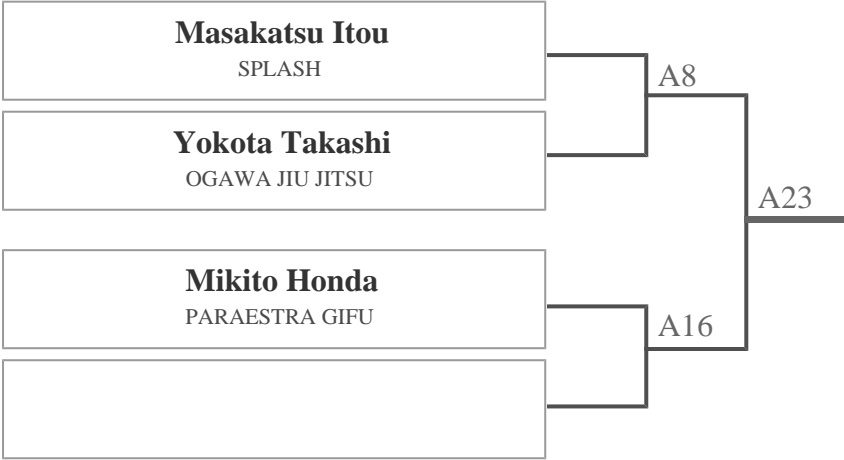 Masakatsu Itou
SPLASH
A8
Yokota Takashi
OGAWA JIU JITSU
A23
Mikito Honda
PARAESTRA GIFU
A16